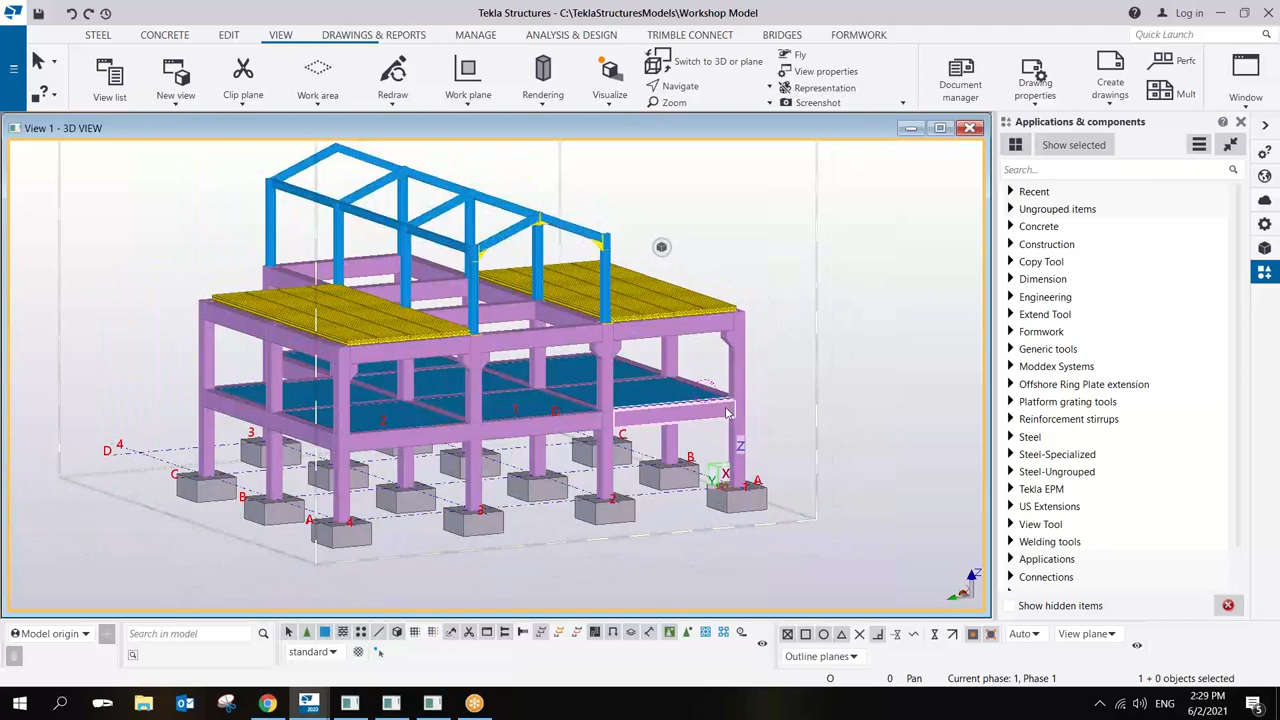 Tekla Structures - C:\TeklaStructuresModels\Workshop Model
Log in
STEEL CONCRETE EDIT VIEW DRAWINGS & REPORTS MANAGE ANALYSIS & DESIGN TRIMBLE CONNECT BRIDGES FORMWORK Quick Launch
View list
New view
Clip plane
Work area
Redraw
Work plane
Rendering
Visualize
Switch to 3D or plane
Navigate
Zoom
Fly
View properties
Representation
Screenshot
Document manager
Drawing properties
Create drawings
Perfc
Mult
Window
View 1 - 3D VIEW
Applications & components
Show selected
Search...
Recent
Ungrouped items
Concrete
Construction
Copy Tool
Dimension
Engineering
Extend Tool
Formwork
Generic tools
Moddex Systems
Offshore Ring Plate extension
Platform grating tools
Reinforcement stirrups
Steel
Steel-Specialized
Steel-Ungrouped
Tekla EPM
US Extensions
View Tool
Welding tools
Applications
Connections
Show hidden items
D 4
3
2
1
C
C
B
B
A
A
4
3
2
1
Z
X
Y
Z
Model origin
Search in model
standard
Auto
View plane
Outline planes
O 0 Pan Current phase: 1, Phase 1 1 + 0 objects selected
2020
ENG
2:29 PM
6/2/2021
5